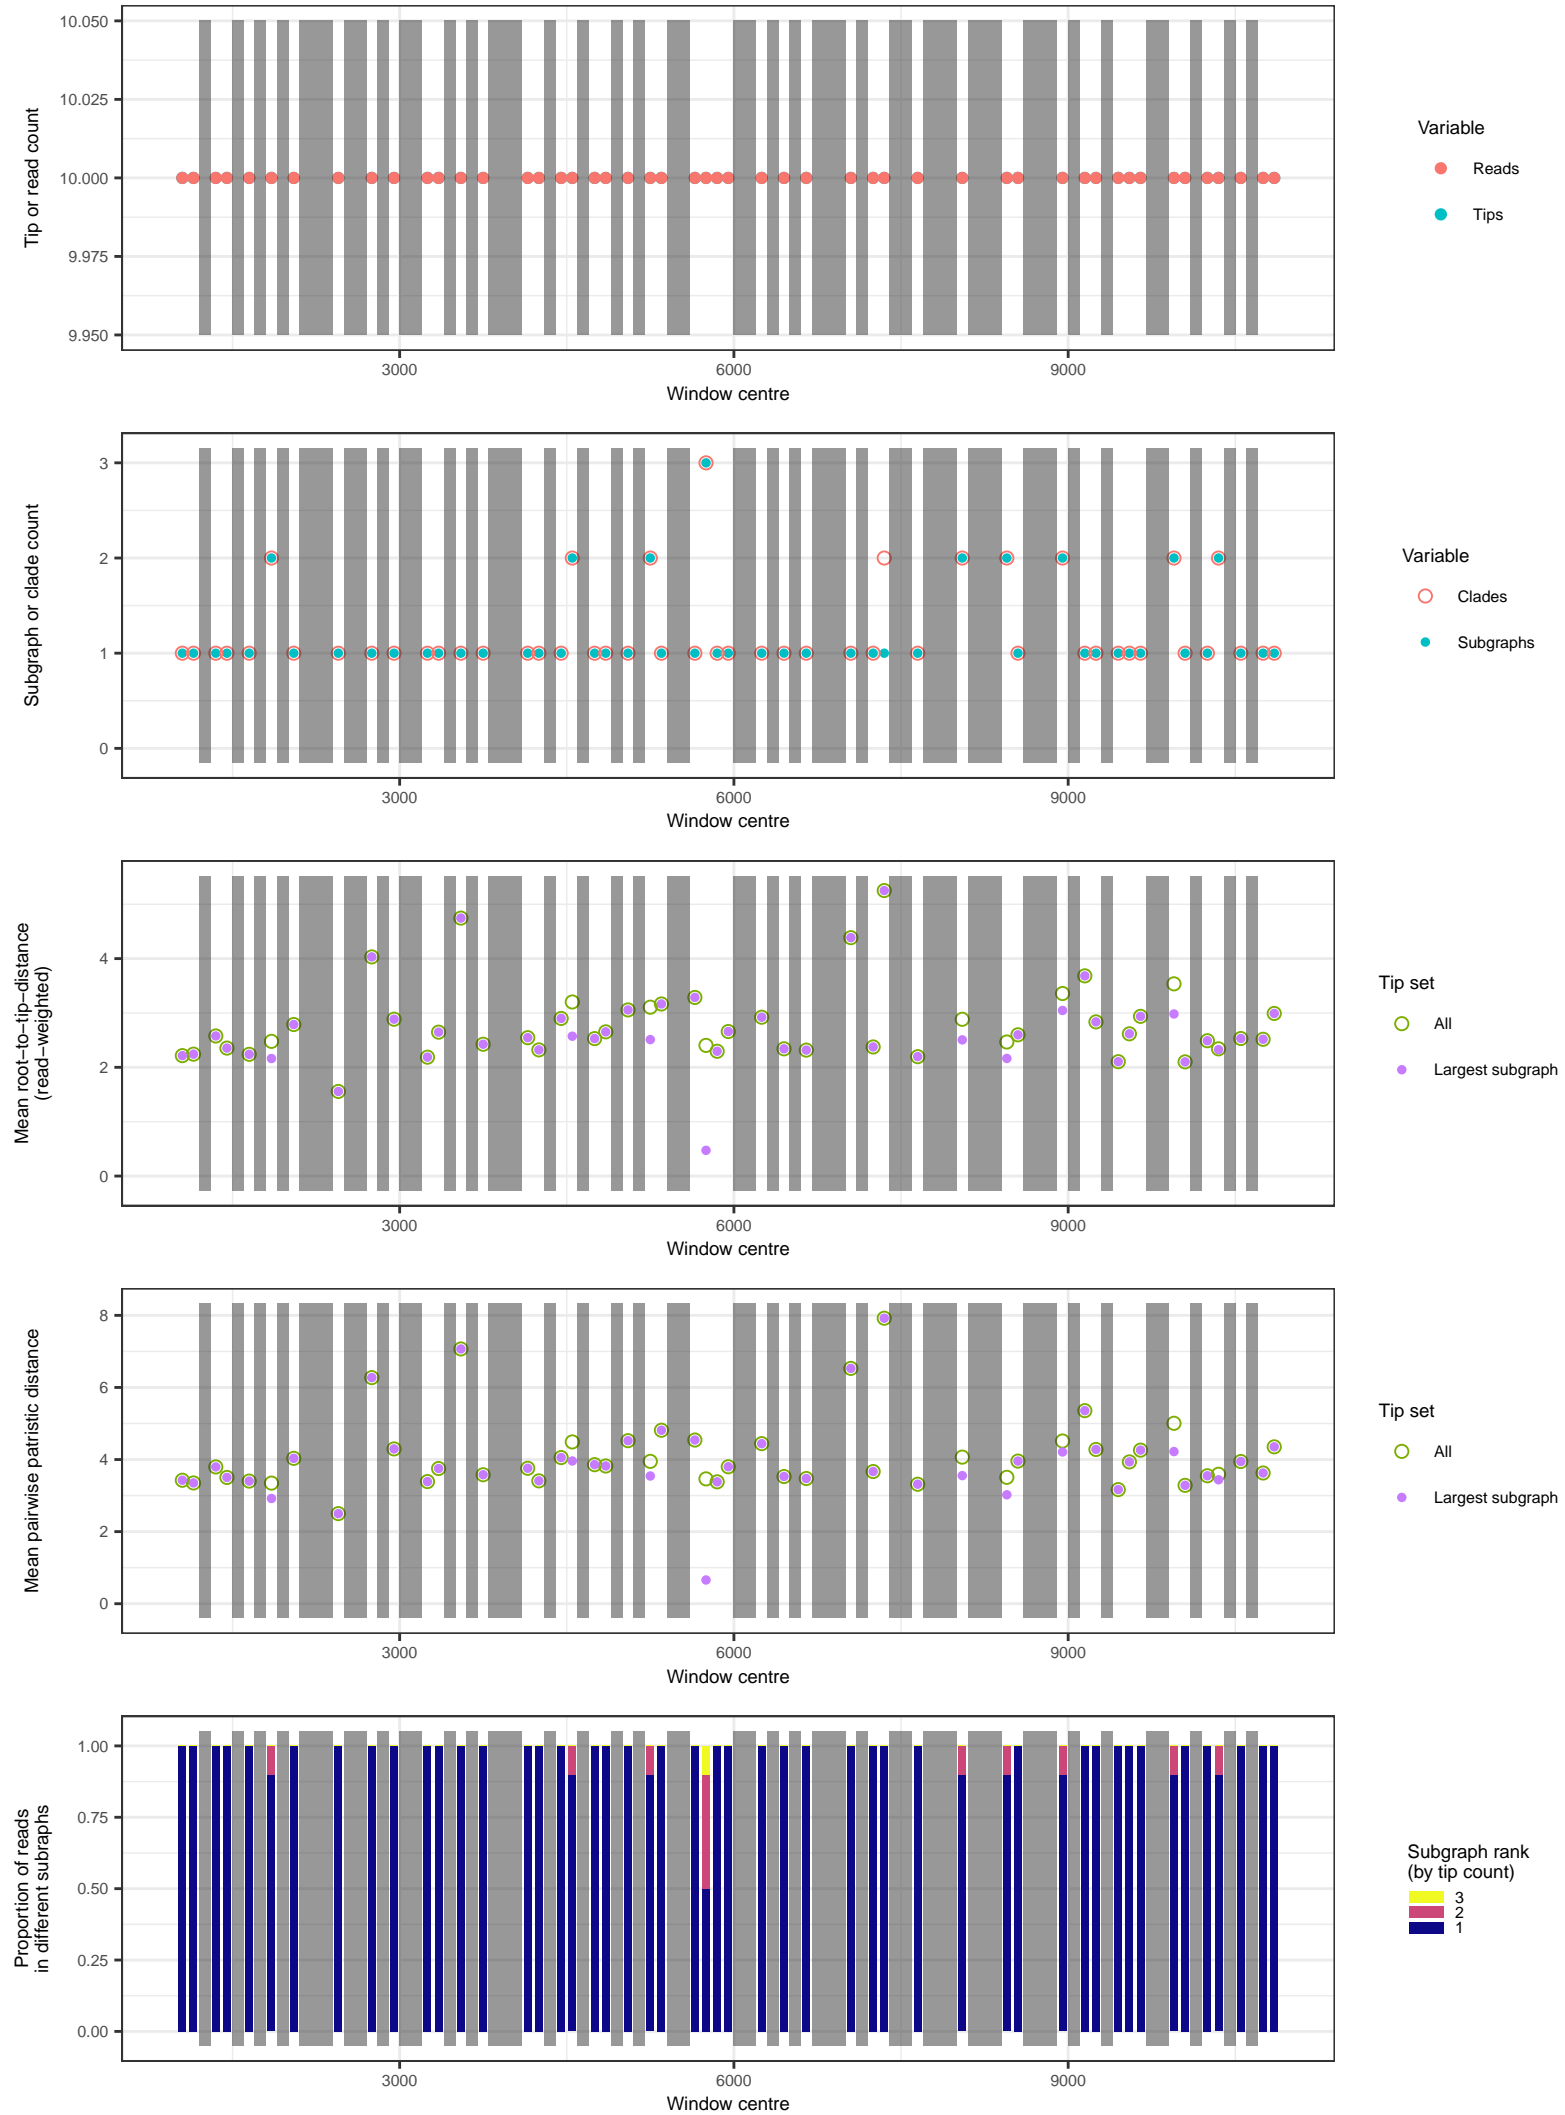 10.050
10.025
10.000
9.975
9.950
Tip or read count
3000
6000
9000
Window centre
Variable
Reads
Tips
3
2
1
0
Subgraph or clade count
3000
6000
9000
Window centre
Variable
Clades
Subgraphs
4
2
0
Mean root−to−tip−distance
(read−weighted)
3000
6000
9000
Window centre
Tip set
All
Largest subgraph
8
6
4
2
0
Mean pairwise patristic distance
3000
6000
9000
Window centre
Tip set
All
Largest subgraph
1.00
0.75
0.50
0.25
0.00
Proportion of reads
in different subraphs
3000
6000
9000
Window centre
Subgraph rank
(by tip count)
3
2
1